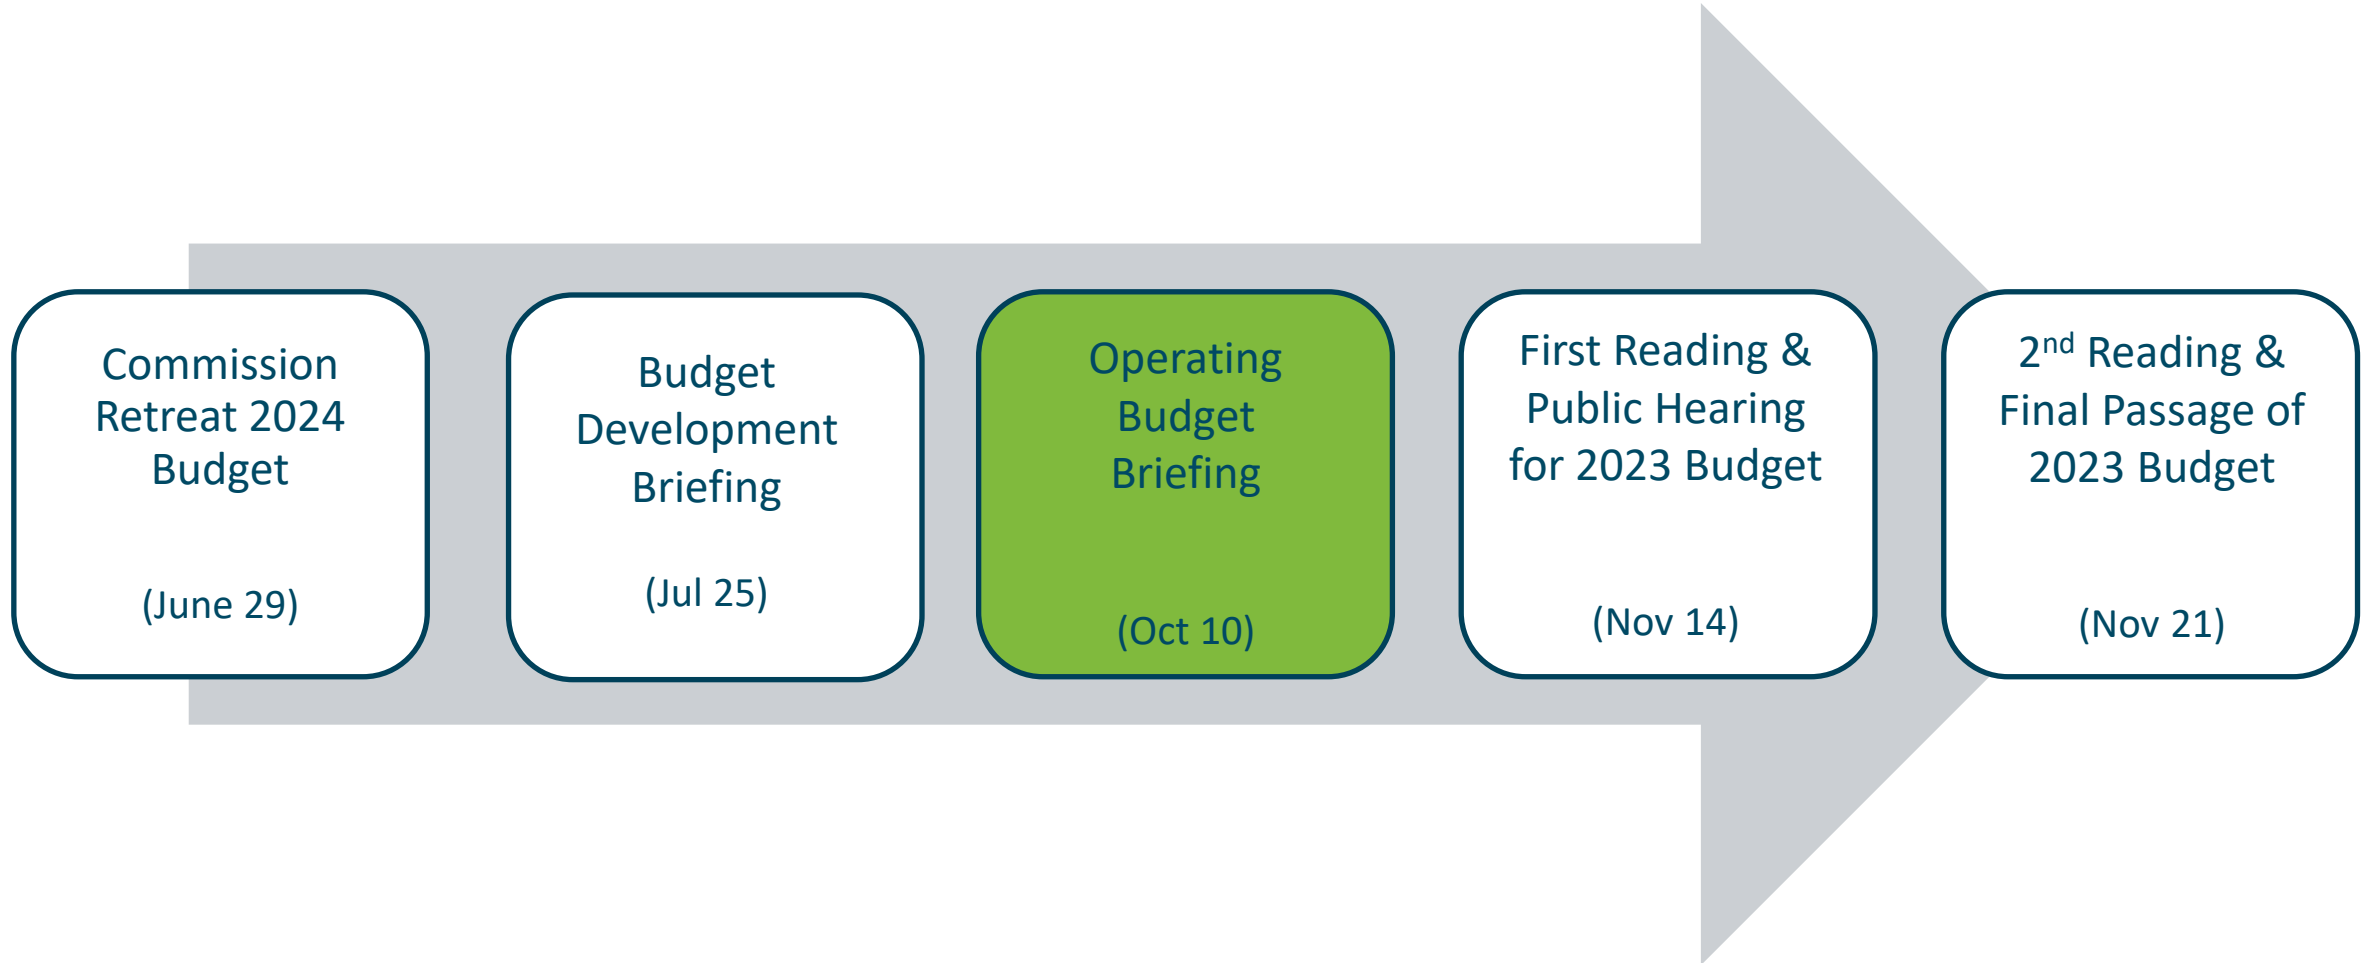 Commission
Retreat 2024
Budget
(June 29)
Budget
Development
Briefing
(Jul 25)
Operating
Budget
Briefing
(Oct 10)
First Reading &
Public Hearing
for 2023 Budget
(Nov 14)
2nd Reading &
Final Passage of
2023 Budget
(Nov 21)